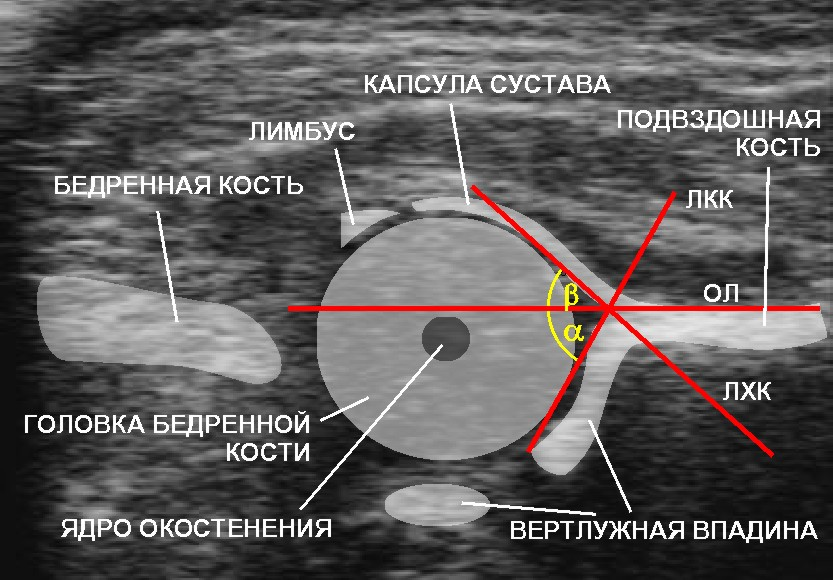 КАПСУЛА СУСТАВА
ЛИМБУС
ПОДВЗДОШНАЯ
КОСТЬ
БЕДРЕННАЯ КОСТЬ
ЛКК
β
ОЛ
α
ЛХК
ГОЛОВКА БЕДРЕННОЙ
КОСТИ
ЯДРО ОКОСТЕНЕНИЯ
ВЕРТЛУЖНАЯ ВПАДИНА